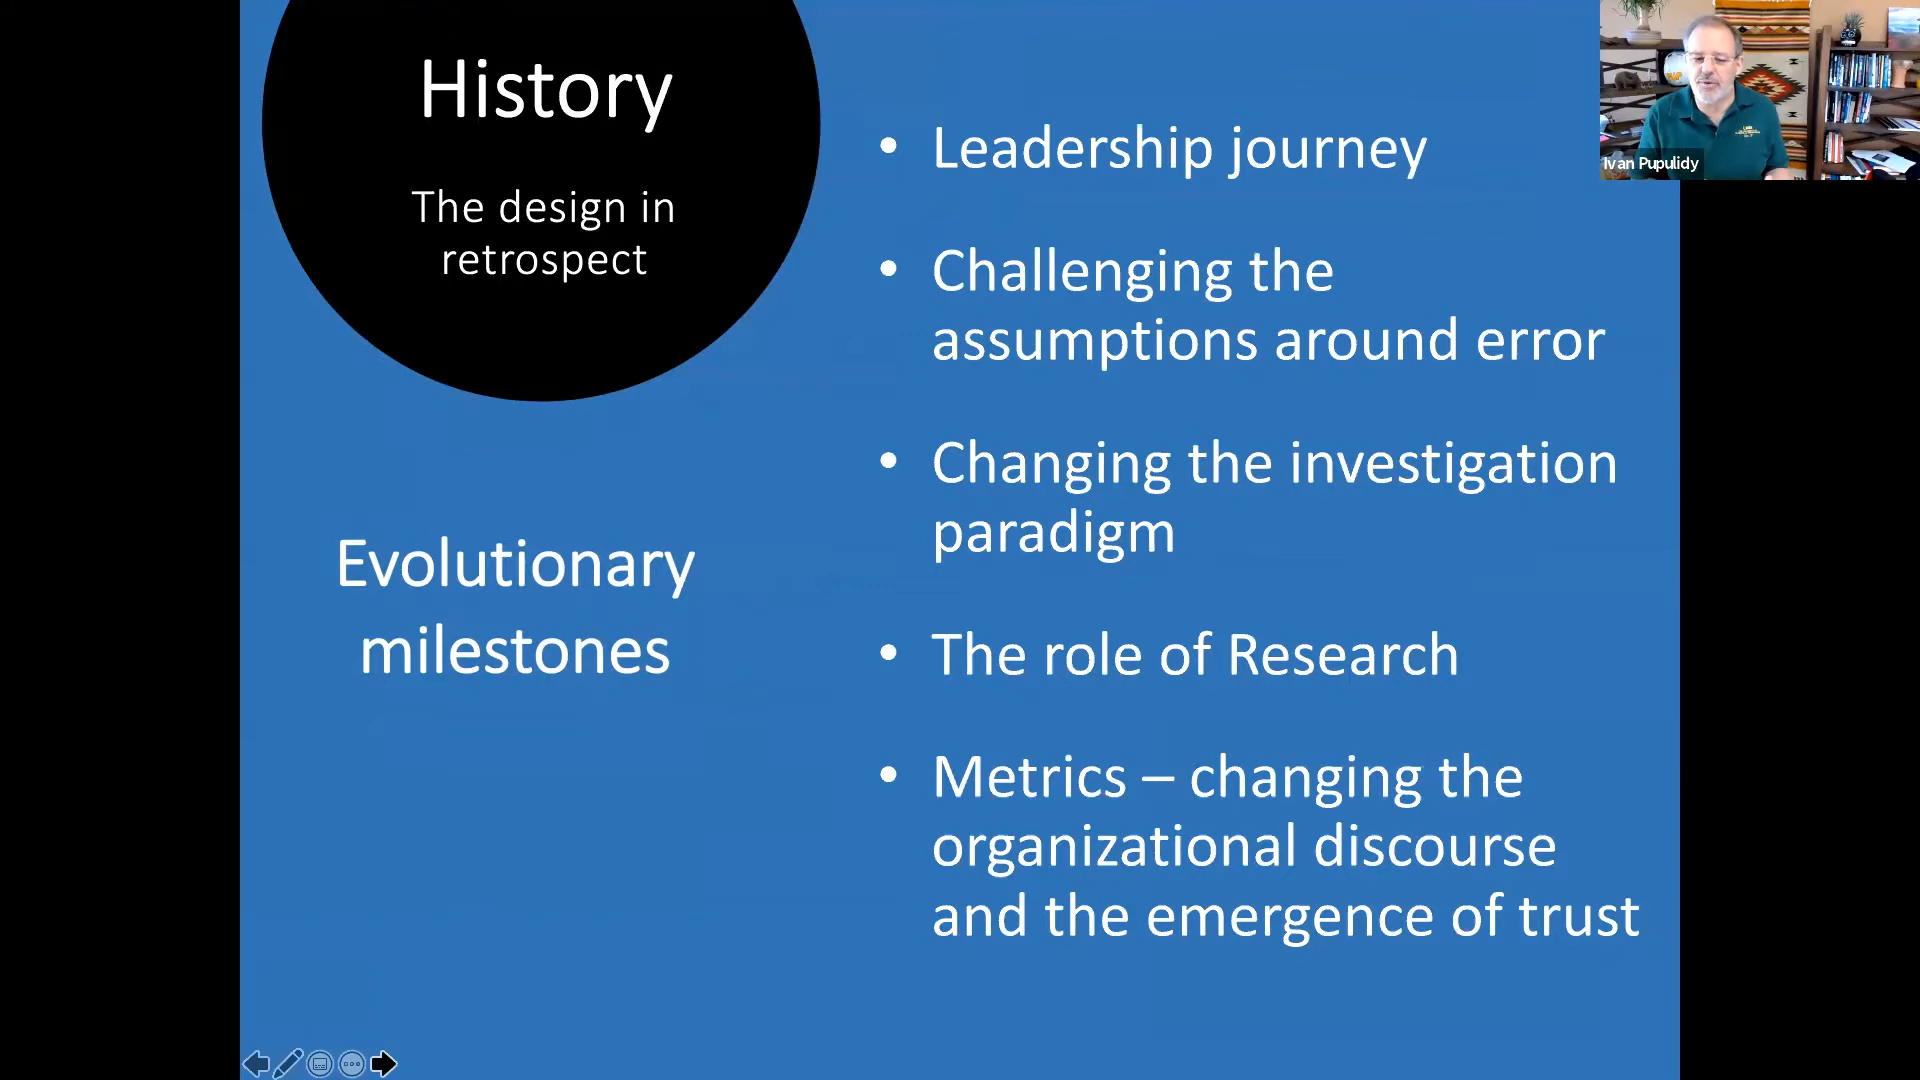 History
The design in
retrospect
Evolutionary
milestones
• Leadership journey
• Challenging the
assumptions around error
• Changing the investigation
paradigm
• The role of Research
• Metrics – changing the
organizational discourse
and the emergence of trust
Ivan Pupulidy